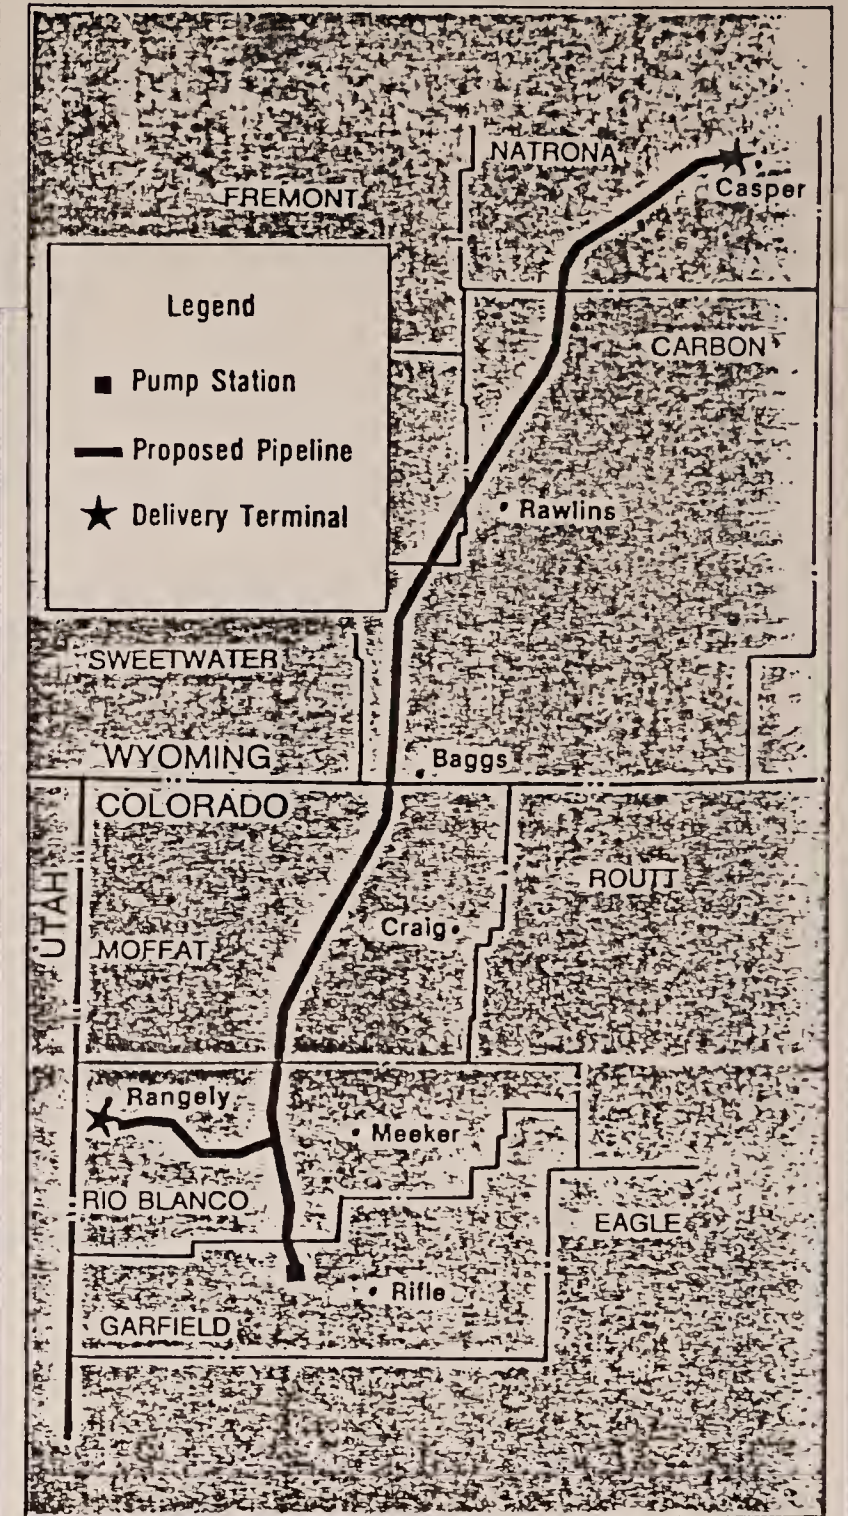 NATRONA
FREMONT
Casper
Legend
Pump Station
Proposed Pipeline
Delivery Terminal
CARBON
Rawlins
SWEETWATER
WYOMING
Baggs
COLORADO
UTAH
ROUTT
Craig
MOFFAT
Rangely
Meeker
RIO BLANCO
EAGLE
Rifle
GARFIELD